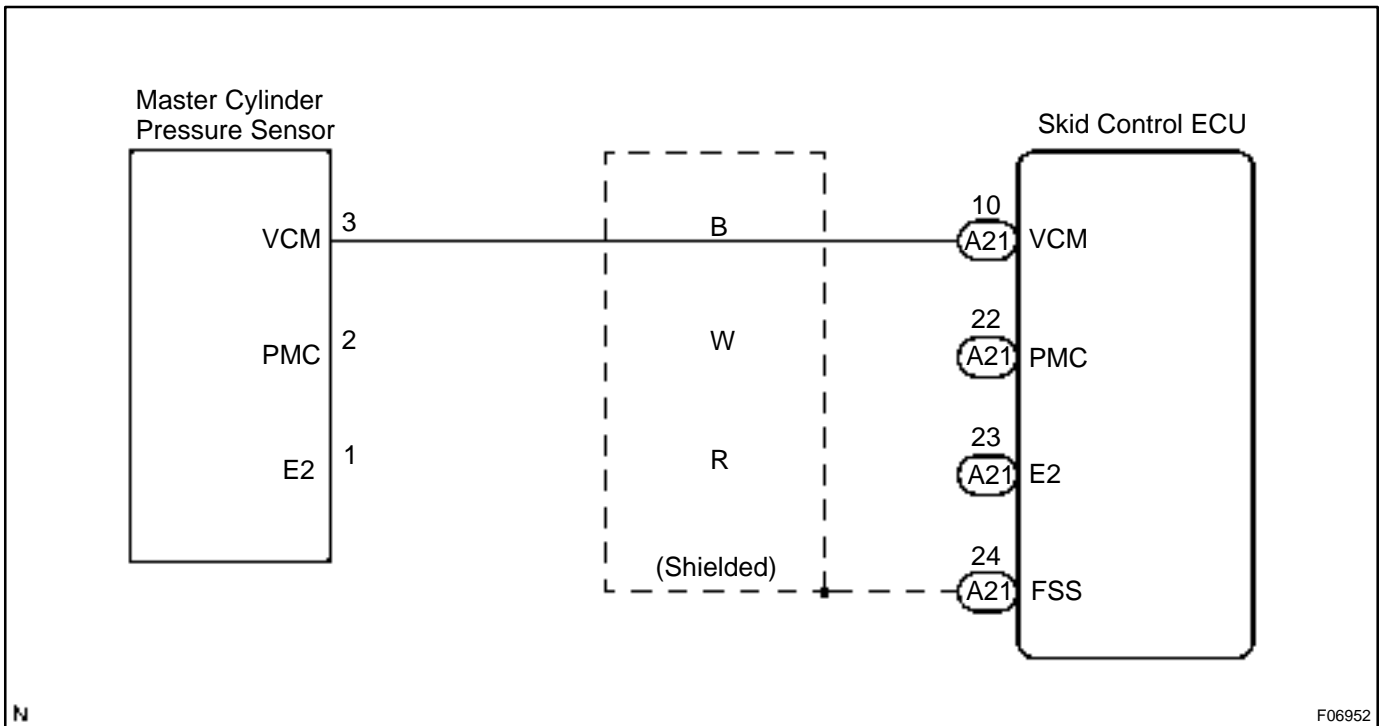 Master Cylinder
Pressure Sensor
Skid Control ECU
VCM 3 B 10 A21 VCM
PMC 2 W 22 A21 PMC
E2 1 R 23 A21 E2
(Shielded) 24 A21 FSS
N F06952